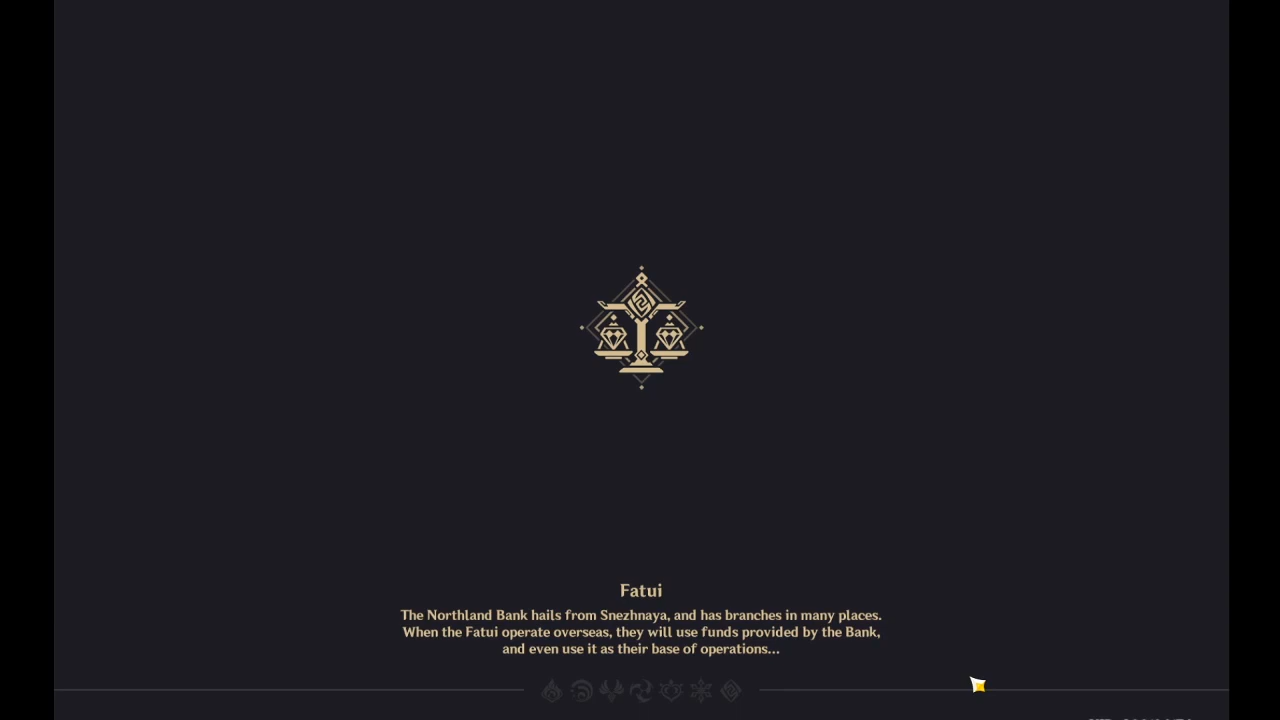 Fatui
The Northland Bank hails from Snezhnaya, and has branches in many places.
When the Fatui operate overseas, they will use funds provided by the Bank,
and even use it as their base of operations...